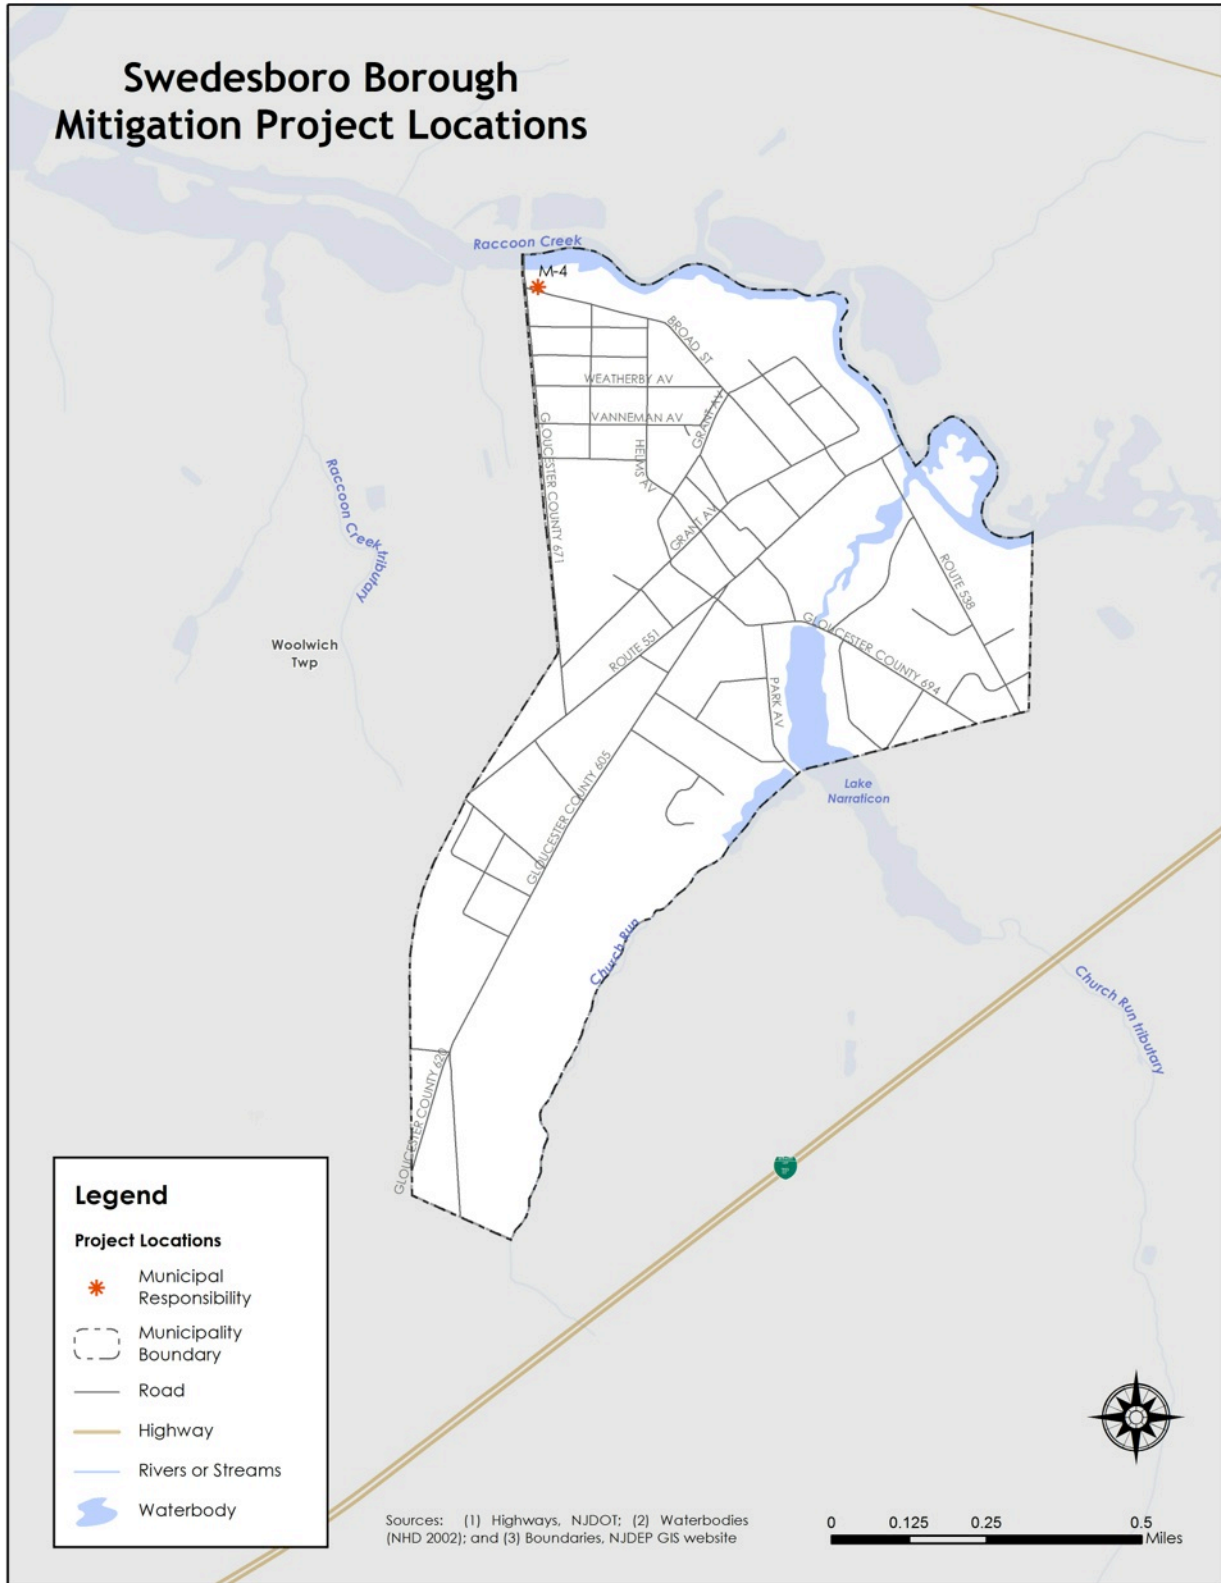 Swedesboro Borough
Mitigation Project Locations
Raccoon Creek
M-4
BROAD ST
WEATHERBY AV
VANNEMAN AV
GRANT AV
HELMS AV
GLOUCESTER COUNTY 671
GRANT AV
Raccoon Creek tributary
ROUTE 538
Woolwich
Twp
ROUTE 551
GLOUCESTER COUNTY 694
PARK AV
Lake
Narraticon
GLOUCESTER COUNTY 605
Church Run
Church Run tributary
GLOUCESTER COUNTY 620
Legend
Project Locations
Municipal
Responsibility
Municipality
Boundary
Road
Highway
Rivers or Streams
Waterbody
Sources: (1) Highways, NJDOT; (2) Waterbodies
(NHD 2002); and (3) Boundaries, NJDEP GIS website
0 0.125 0.25 0.5
Miles